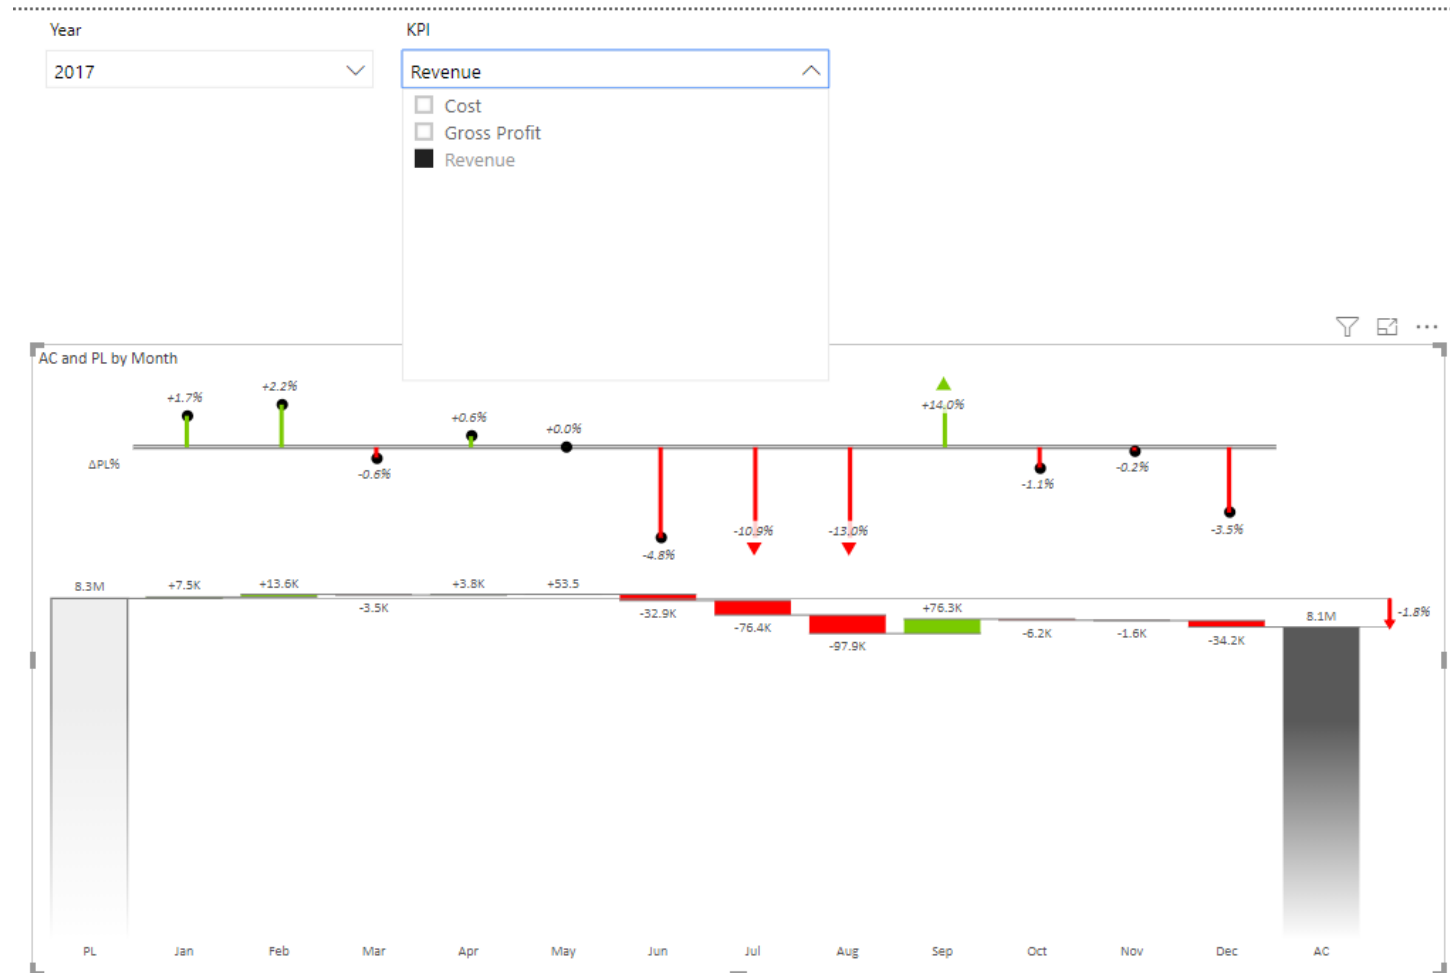 Year KPI
2017 Revenue
Cost
Gross Profit
Revenue
AC and PL by Month
+1.7% +2.2% -0.6% +0.6% +0.0% -4.8% -10.9% -13.0% +14.0% -1.1% -0.2% -3.5%
ΔPL%
8.3M +7.5K +13.6K -3.5K +3.8K +53.5 -32.9K -76.4K -97.9K +76.3K -6.2K -1.6K -34.2K 8.1M -1.8%
PL Jan Feb Mar Apr May Jun Jul Aug Sep Oct Nov Dec AC